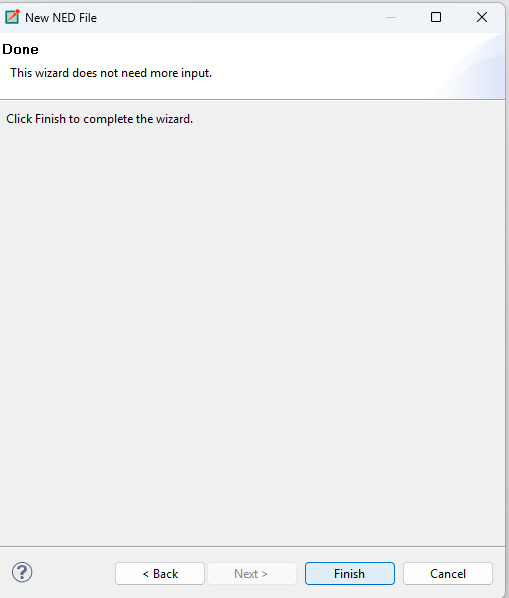 New NED File
Done
This wizard does not need more input.
Click Finish to complete the wizard.
?
< Back
Next >
Finish
Cancel